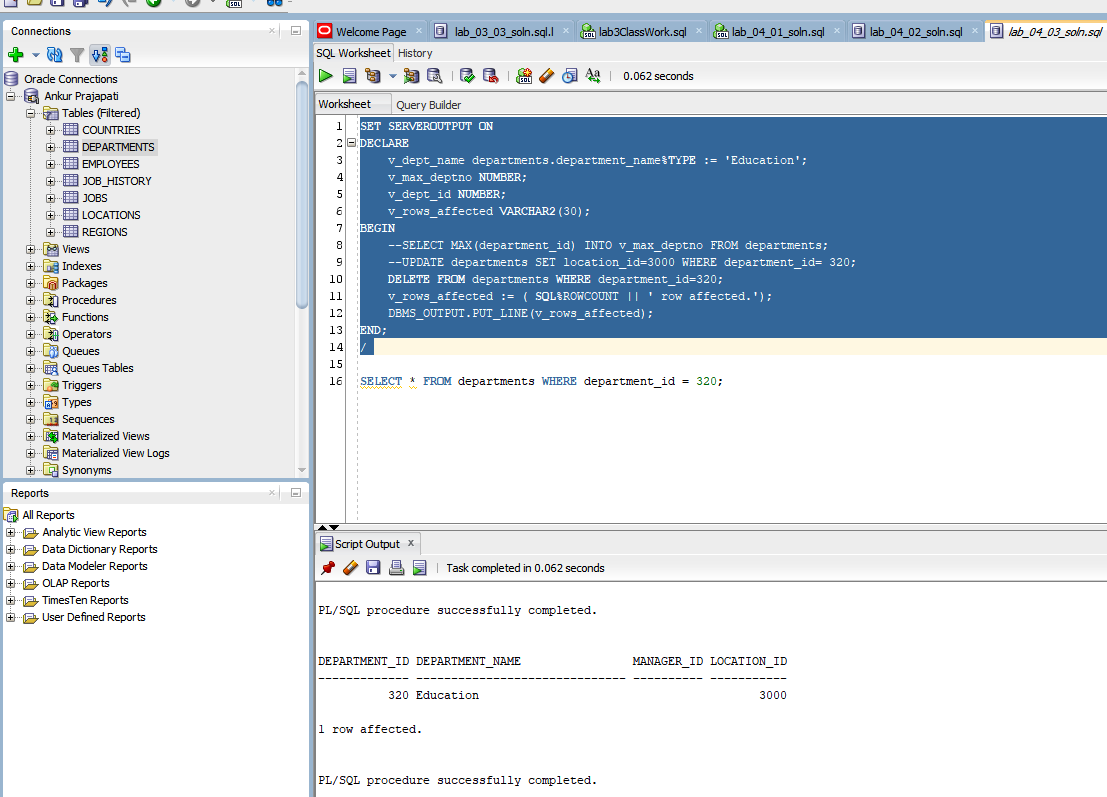 Connections
Oracle Connections
Ankur Prajapati
Tables (Filtered)
COUNTRIES
DEPARTMENTS
EMPLOYEES
JOB_HISTORY
JOBS
LOCATIONS
REGIONS
Views
Indexes
Packages
Procedures
Functions
Operators
Queues
Queues Tables
Triggers
Types
Sequences
Materialized Views
Materialized View Logs
Synonyms
Reports
All Reports
Analytic View Reports
Data Dictionary Reports
Data Modeler Reports
OLAP Reports
TimesTen Reports
User Defined Reports
Welcome Page lab_03_03_soln.sql.l lab3ClassWork.sql lab_04_01_soln.sql lab_04_02_soln.sql lab_04_03_soln.sql
SQL Worksheet History
0.062 seconds
Worksheet Query Builder
1 SET SERVEROUTPUT ON
2 DECLARE
3 v_dept_name departments.department_name%TYPE := 'Education';
4 v_max_deptno NUMBER;
5 v_dept_id NUMBER;
6 v_rows_affected VARCHAR2(30);
7 BEGIN
8 --SELECT MAX(department_id) INTO v_max_deptno FROM departments;
9 --UPDATE departments SET location_id=3000 WHERE department_id= 320;
10 DELETE FROM departments WHERE department_id=320;
11 v_rows_affected := ( SQL%ROWCOUNT || ' row affected.');
12 DBMS_OUTPUT.PUT_LINE(v_rows_affected);
13 END;
14 /
15
16 SELECT * FROM departments WHERE department_id = 320;
Script Output
Task completed in 0.062 seconds
PL/SQL procedure successfully completed.
DEPARTMENT_ID DEPARTMENT_NAME MANAGER_ID LOCATION_ID
------------- ------------------------------ ---------- -----------
320 Education 3000
1 row affected.
PL/SQL procedure successfully completed.